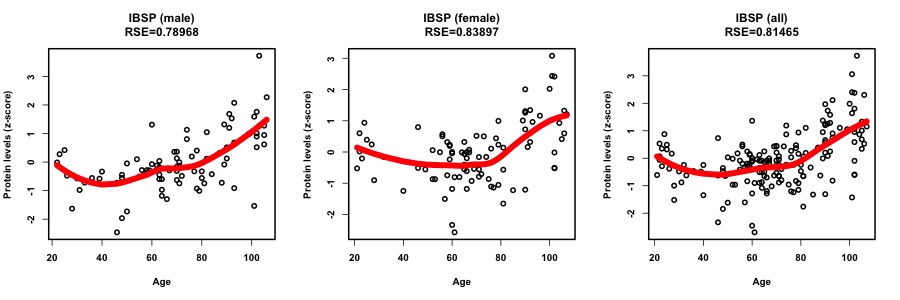 IBSP (male)
RSE=0.78968
Protein levels (z-score)
3
2
1
0
-1
-2
20 40 60 80 100
Age
IBSP (female)
RSE=0.83897
Protein levels (z-score)
3
2
1
0
-1
-2
20 40 60 80 100
Age
IBSP (all)
RSE=0.81465
Protein levels (z-score)
3
2
1
0
-1
-2
20 40 60 80 100
Age